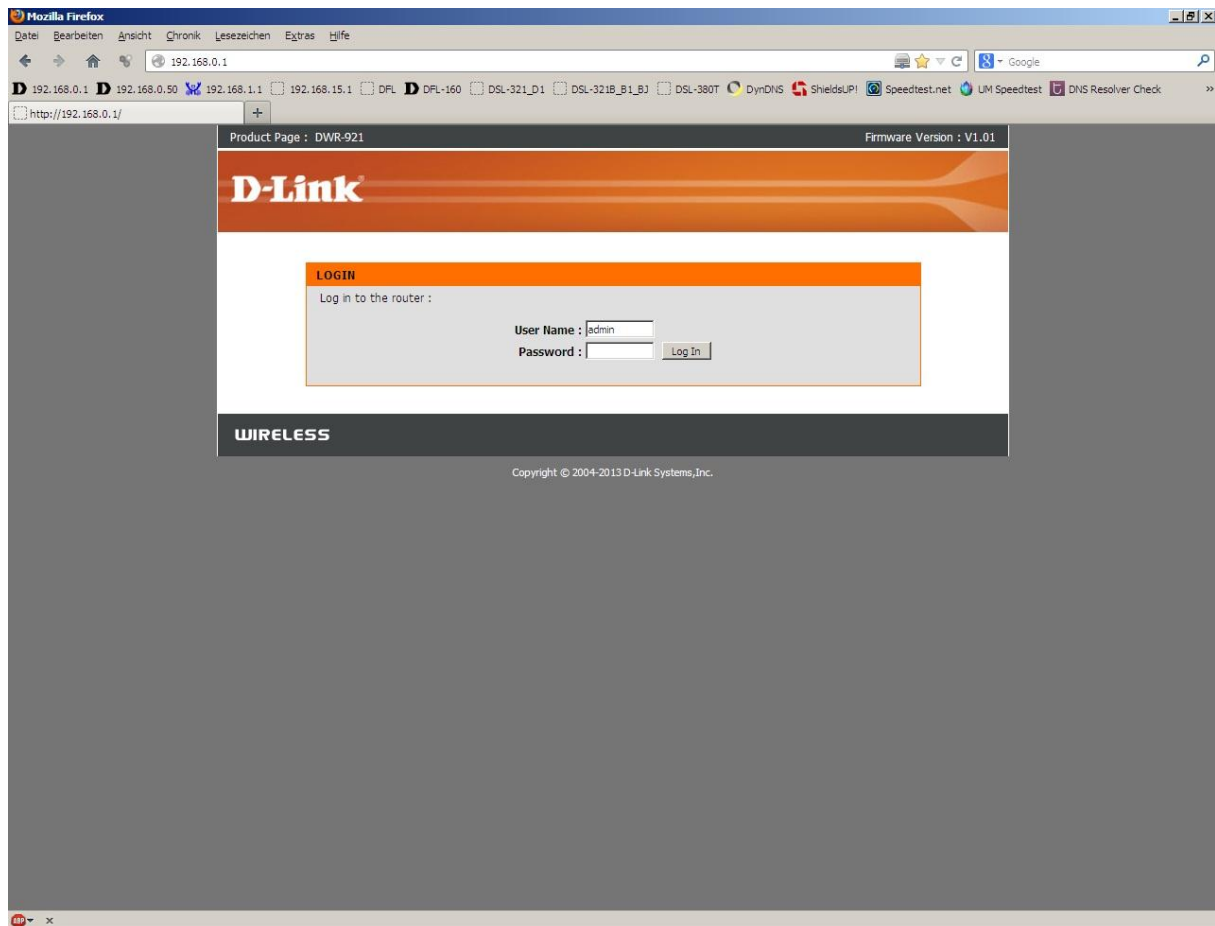 Mozilla Firefox
Datei Bearbeiten Ansicht Chronik Lesezeichen Extras Hilfe
192.168.0.1 Google
192.168.0.1 192.168.0.50 192.168.1.1 192.168.15.1 DFL DFL-160 DSL-321_D1 DSL-321B_B1_BJ DSL-380T DynDNS ShieldsUP! Speedtest.net UM Speedtest DNS Resolver Check »
http://192.168.0.1/ +
Product Page : DWR-921 Firmware Version : V1.01
D-Link
LOGIN
Log in to the router :
User Name : admin
Password : Log In
WIRELESS
Copyright © 2004-2013 D-Link Systems,Inc.
ABP x